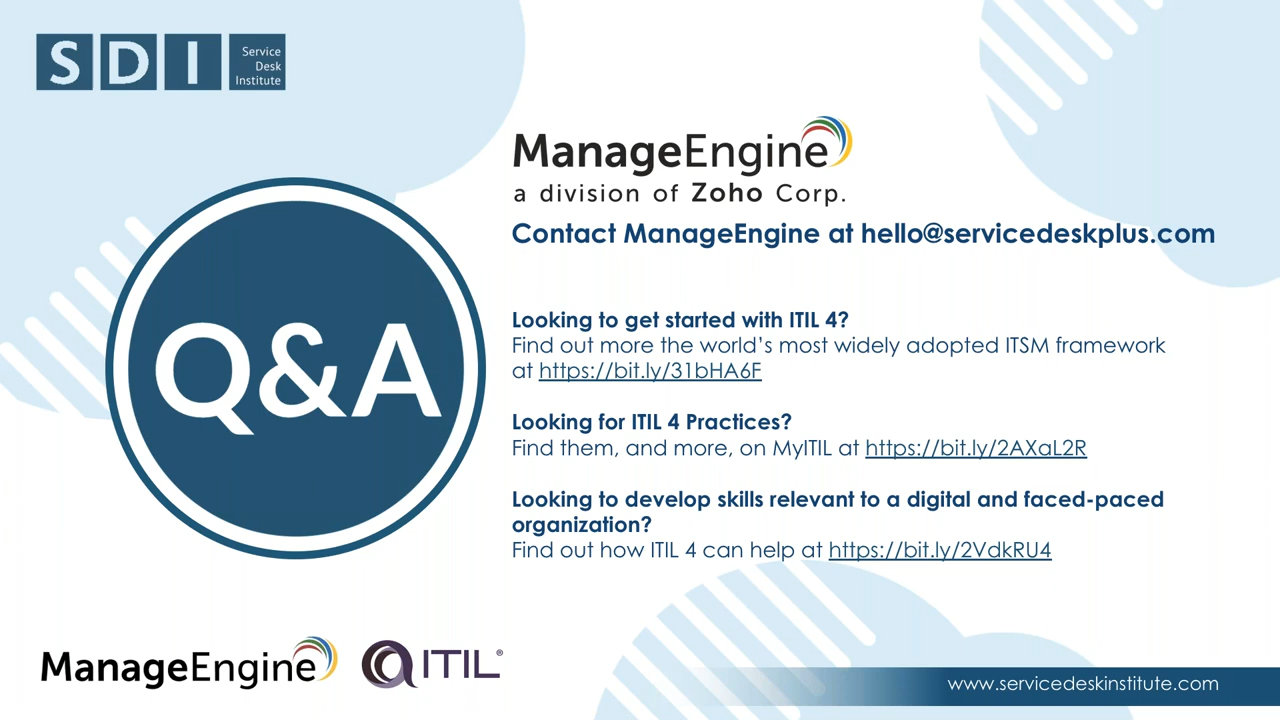 SDI Service
Desk
Institute
ManageEngine
a division of Zoho Corp.
Contact ManageEngine at hello@servicedeskplus.com
Q&A
Looking to get started with ITIL 4?
Find out more the world’s most widely adopted ITSM framework
at https://bit.ly/31bHA6F
Looking for ITIL 4 Practices?
Find them, and more, on MyITIL at https://bit.ly/2AXaL2R
Looking to develop skills relevant to a digital and faced-paced
organization?
Find out how ITIL 4 can help at https://bit.ly/2VdkRU4
ManageEngine ITIL®
www.servicedeskinstitute.com